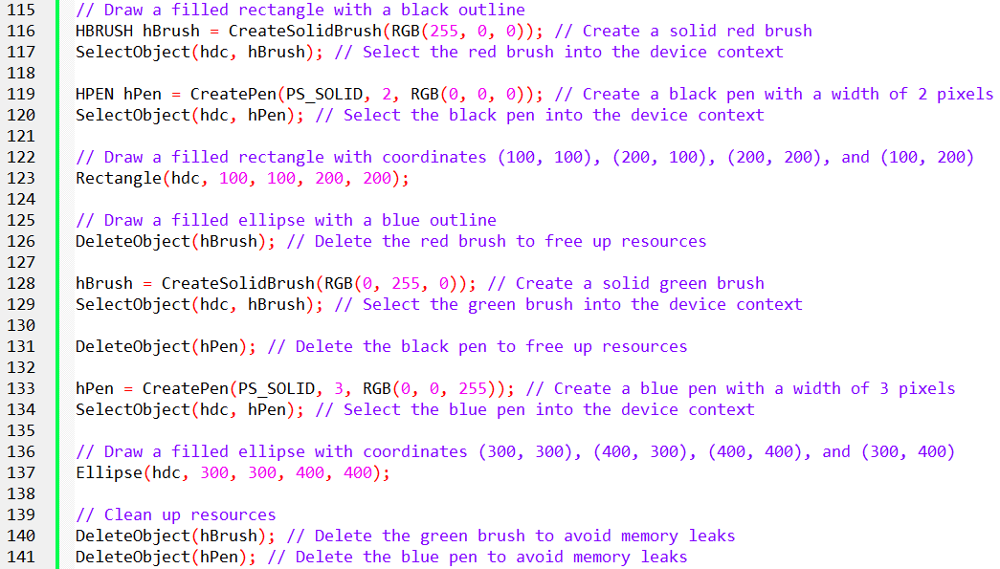 115 // Draw a filled rectangle with a black outline
116 HBRUSH hBrush = CreateSolidBrush(RGB(255, 0, 0)); // Create a solid red brush
117 SelectObject(hdc, hBrush); // Select the red brush into the device context
118
119 HPEN hPen = CreatePen(PS_SOLID, 2, RGB(0, 0, 0)); // Create a black pen with a width of 2 pixels
120 SelectObject(hdc, hPen); // Select the black pen into the device context
121
122 // Draw a filled rectangle with coordinates (100, 100), (200, 100), (200, 200), and (100, 200)
123 Rectangle(hdc, 100, 100, 200, 200);
124
125 // Draw a filled ellipse with a blue outline
126 DeleteObject(hBrush); // Delete the red brush to free up resources
127
128 hBrush = CreateSolidBrush(RGB(0, 255, 0)); // Create a solid green brush
129 SelectObject(hdc, hBrush); // Select the green brush into the device context
130
131 DeleteObject(hPen); // Delete the black pen to free up resources
132
133 hPen = CreatePen(PS_SOLID, 3, RGB(0, 0, 255)); // Create a blue pen with a width of 3 pixels
134 SelectObject(hdc, hPen); // Select the blue pen into the device context
135
136 // Draw a filled ellipse with coordinates (300, 300), (400, 300), (400, 400), and (300, 400)
137 Ellipse(hdc, 300, 300, 400, 400);
138
139 // Clean up resources
140 DeleteObject(hBrush); // Delete the green brush to avoid memory leaks
141 DeleteObject(hPen); // Delete the blue pen to avoid memory leaks